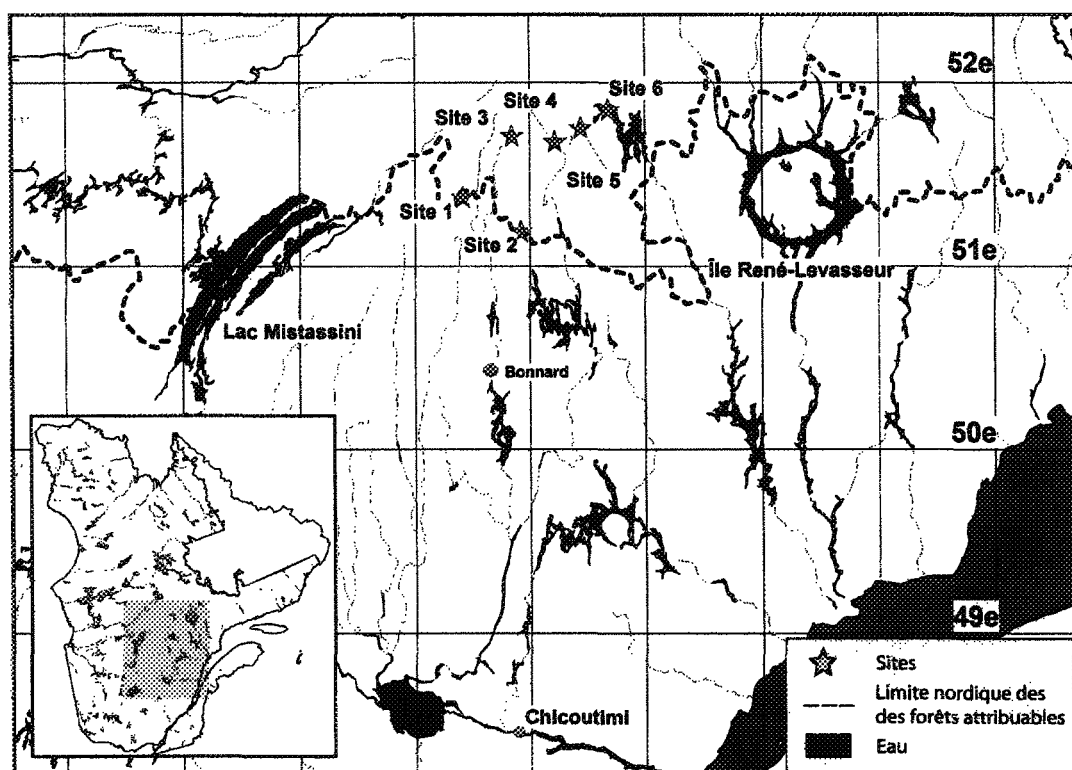 52e
Site 6
Site 4
Site 3
Site 5
Site 1
Site 2
51e
Île René-Levasseur
Lac Mistassini
Bonnard
50e
49e
Sites
Limite nordique des
des forêts attribuables
Chicoutimi
Eau